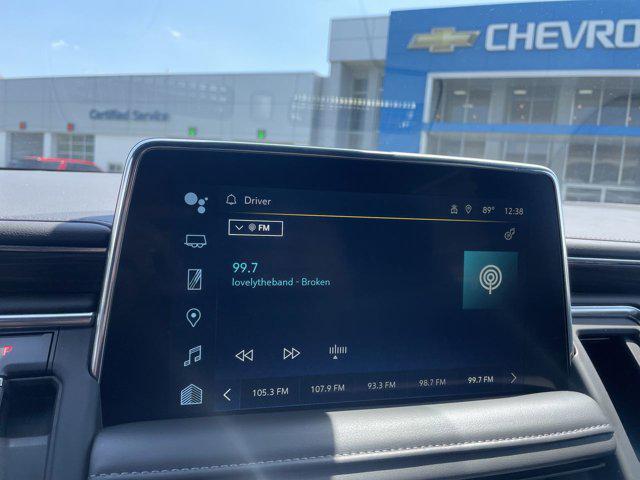 CHEVROLE
Certified Service
Driver
89° 12:38
FM
99.7
lovelytheband - Broken
105.3 FM 107.9 FM 93.3 FM 98.7 FM 99.7 FM
P